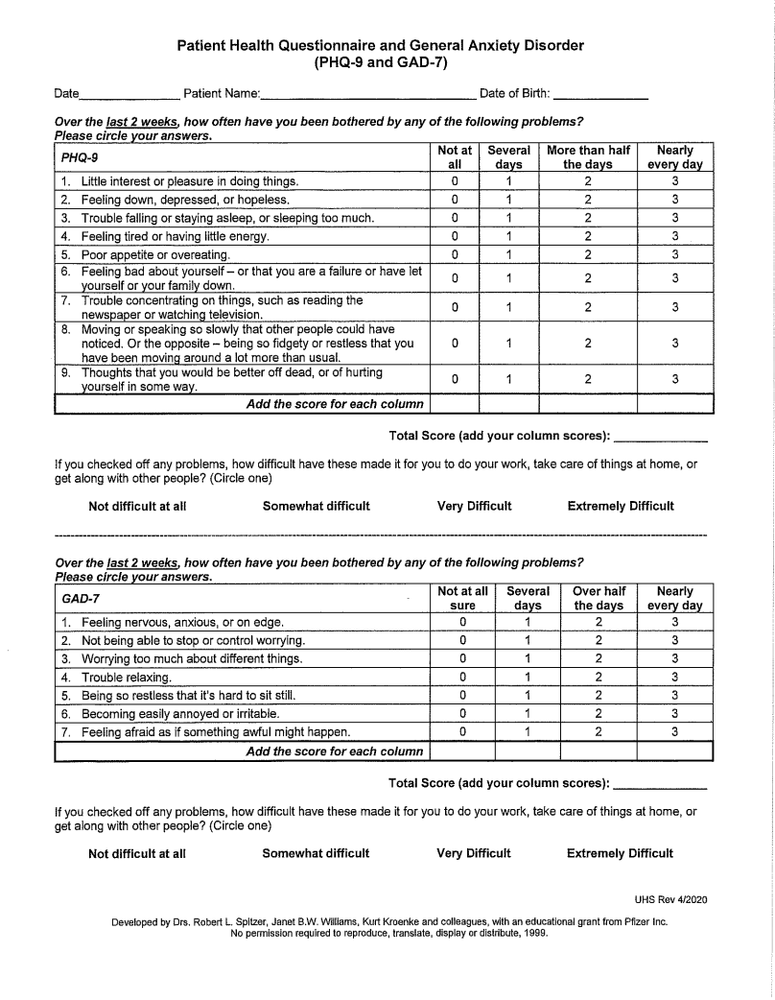 Patient Health Questionnaire and General Anxiety Disorder
(PHQ-9 and GAD-7)
Date_______________ Patient Name:________________________________ Date of Birth: ______________
Over the last 2 weeks, how often have you been bothered by any of the following problems?
Please circle your answers.
PHQ-9 Not at all Several days More than half the days Nearly every day
1. Little interest or pleasure in doing things. 0 1 2 3
2. Feeling down, depressed, or hopeless. 0 1 2 3
3. Trouble falling or staying asleep, or sleeping too much. 0 1 2 3
4. Feeling tired or having little energy. 0 1 2 3
5. Poor appetite or overeating. 0 1 2 3
6. Feeling bad about yourself – or that you are a failure or have let
yourself or your family down. 0 1 2 3
7. Trouble concentrating on things, such as reading the
newspaper or watching television. 0 1 2 3
8. Moving or speaking so slowly that other people could have
noticed. Or the opposite – being so fidgety or restless that you
have been moving around a lot more than usual. 0 1 2 3
9. Thoughts that you would be better off dead, or of hurting
yourself in some way. 0 1 2 3
Add the score for each column
Total Score (add your column scores): ______________
If you checked off any problems, how difficult have these made it for you to do your work, take care of things at home, or
get along with other people? (Circle one)
Not difficult at all Somewhat difficult Very Difficult Extremely Difficult
Over the last 2 weeks, how often have you been bothered by any of the following problems?
Please circle your answers.
GAD-7 Not at all sure Several days Over half the days Nearly every day
1. Feeling nervous, anxious, or on edge. 0 1 2 3
2. Not being able to stop or control worrying. 0 1 2 3
3. Worrying too much about different things. 0 1 2 3
4. Trouble relaxing. 0 1 2 3
5. Being so restless that it's hard to sit still. 0 1 2 3
6. Becoming easily annoyed or irritable. 0 1 2 3
7. Feeling afraid as if something awful might happen. 0 1 2 3
Add the score for each column
Total Score (add your column scores): ______________
If you checked off any problems, how difficult have these made it for you to do your work, take care of things at home, or
get along with other people? (Circle one)
Not difficult at all Somewhat difficult Very Difficult Extremely Difficult
UHS Rev 4/2020
Developed by Drs. Robert L. Spitzer, Janet B.W. Williams, Kurt Kroenke and colleagues, with an educational grant from Pfizer Inc.
No permission required to reproduce, translate, display or distribute, 1999.